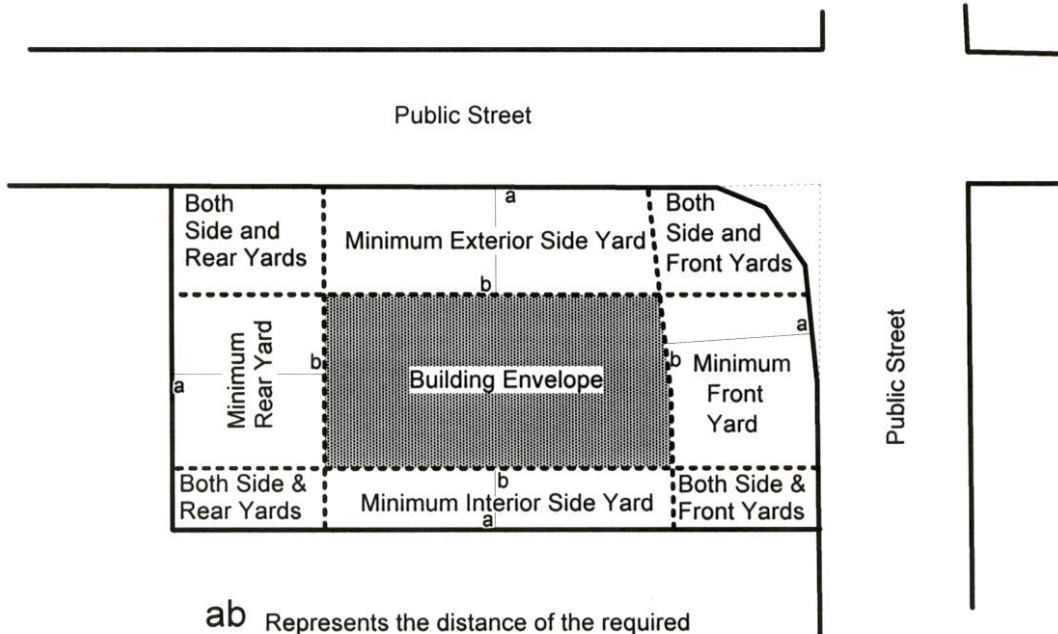 Public Street
Both
Side and
Rear Yards
a
Minimum Exterior Side Yard
b
Both
Side and
Front Yards
Minimum
Rear Yard
a
b
Building Envelope
a
b
Minimum
Front
Yard
Public Street
Both Side &
Rear Yards
b
Minimum Interior Side Yard
a
Both Side &
Front Yards
ab Represents the distance of the required